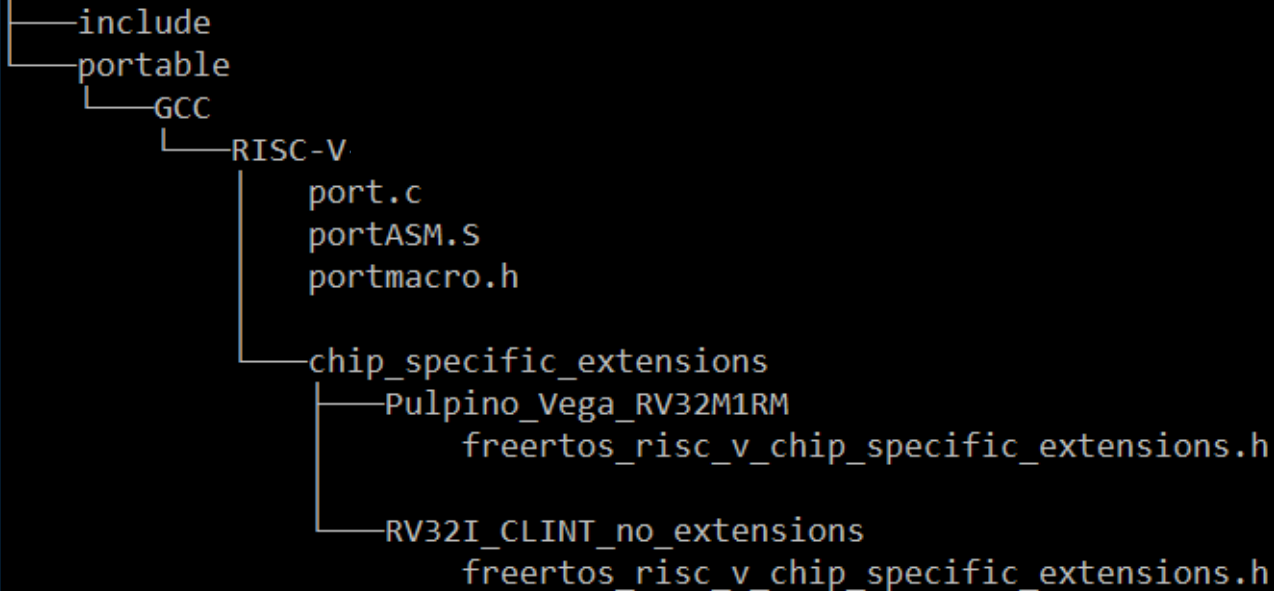 include
portable
GCC
RISC-V
port.c
portASM.S
portmacro.h
chip_specific_extensions
Pulpino_Vega_RV32M1RM
freertos_risc_v_chip_specific_extensions.h
RV32I_CLINT_no_extensions
freertos_risc_v_chip_specific_extensions.h